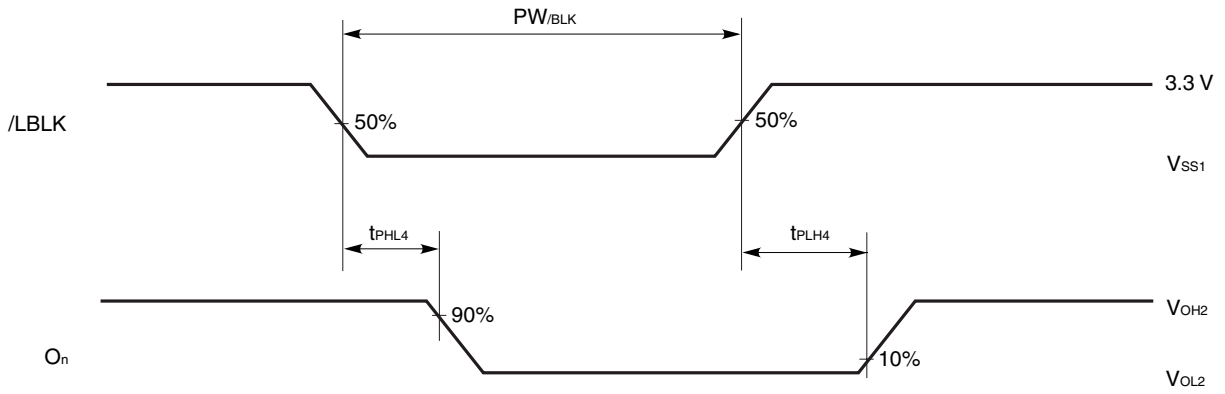 PW/BLK
3.3 V
/LBLK
50%
50%
VSS1
tPHL4
tPLH4
90%
VOH2
On
10%
VOL2